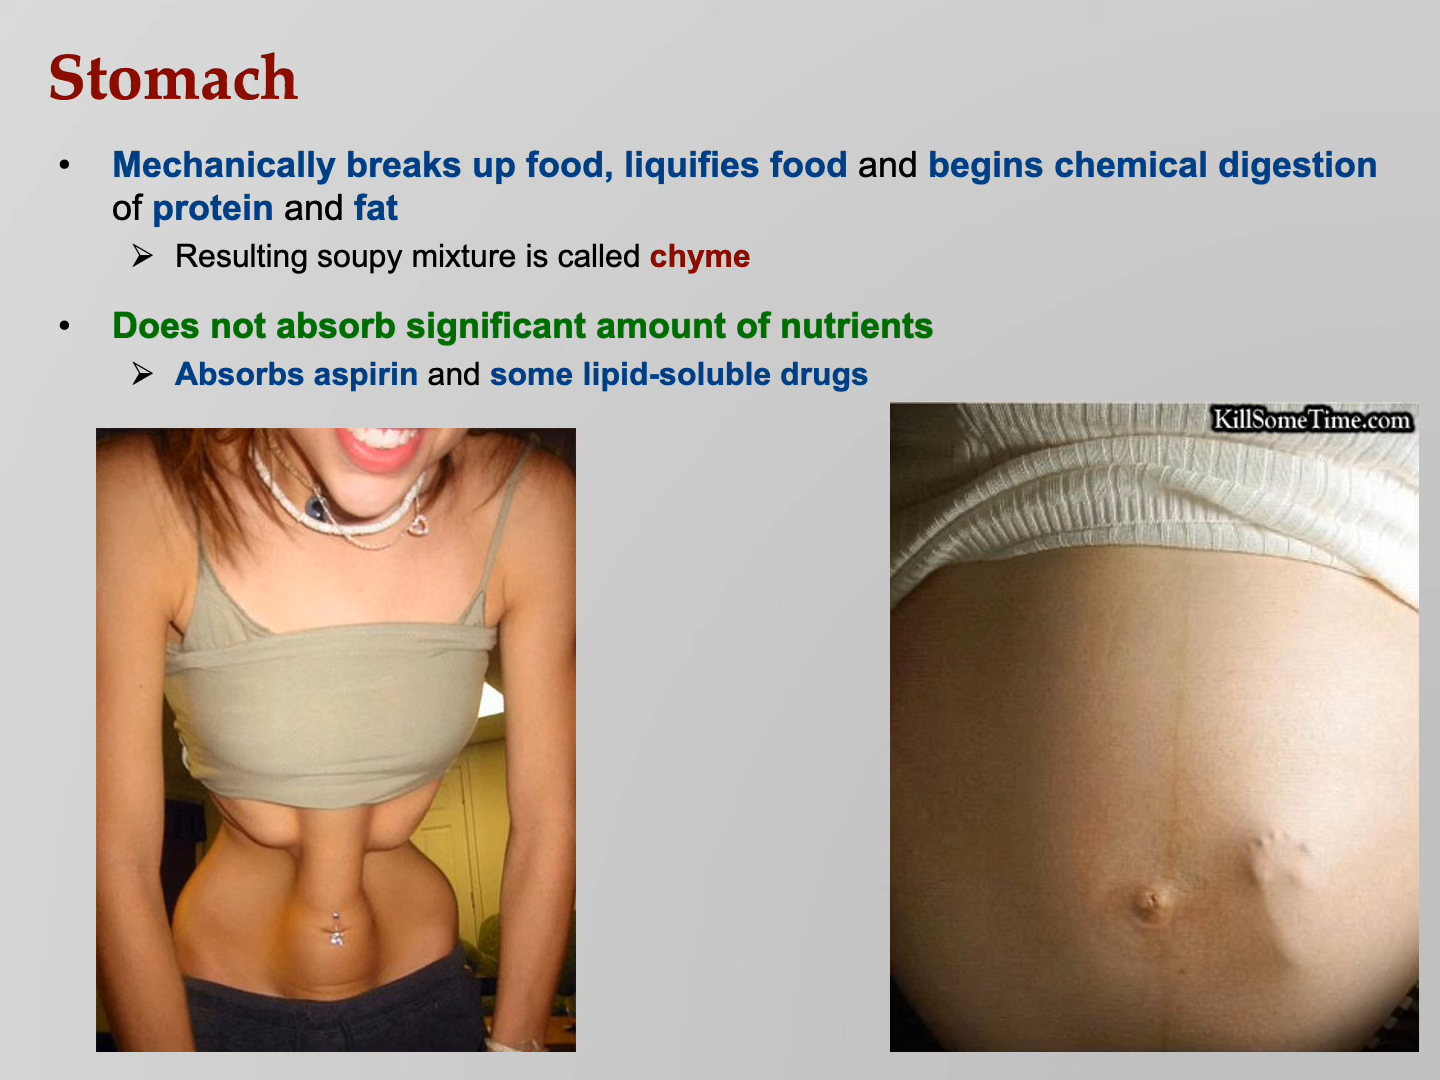 Stomach
• Mechanically breaks up food, liquifies food and begins chemical digestion
of protein and fat
➢ Resulting soupy mixture is called chyme
• Does not absorb significant amount of nutrients
➢ Absorbs aspirin and some lipid-soluble drugs
KillSomeTime.com